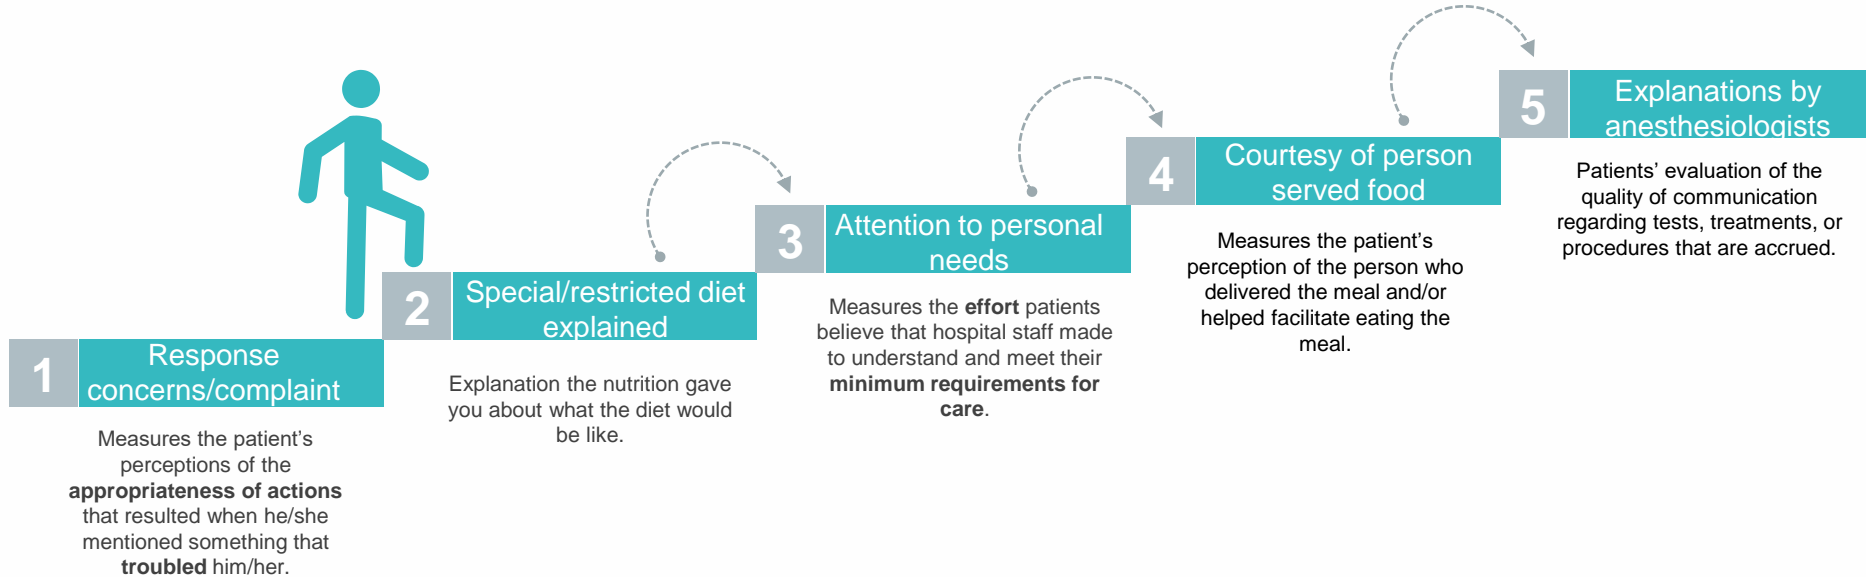 1
Response
concerns/complaint
Measures the patient's
perceptions of the
appropriateness of actions
that resulted when he/she
mentioned something that
troubled him/her.
2
Special/restricted diet
explained
Explanation the nutrition gave
you about what the diet would
be like.
3
Attention to personal
needs
Measures the effort patients
believe that hospital staff made
to understand and meet their
minimum requirements for
care.
4
Courtesy of person
served food
Measures the patient's
perception of the person who
delivered the meal and/or
helped facilitate eating the
meal.
5
Explanations by
anesthesiologists
Patients' evaluation of the
quality of communication
regarding tests, treatments, or
procedures that are accrued.